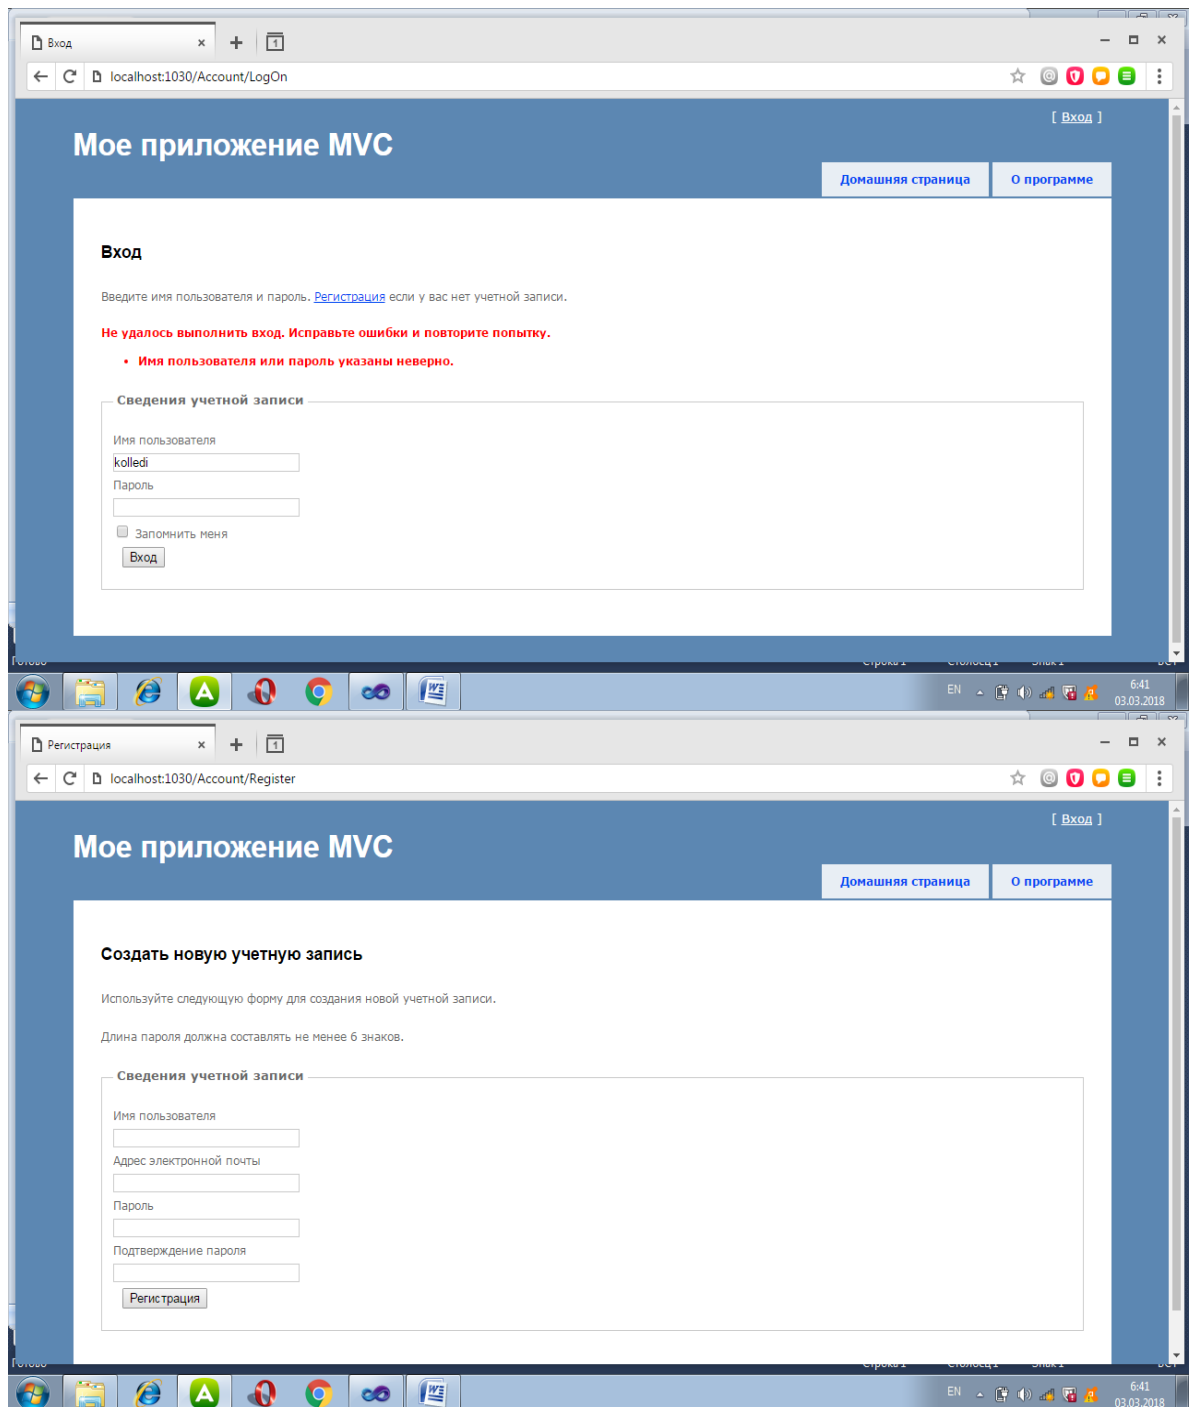 Вход
1
localhost:1030/Account/LogOn
[ Вход ]
Мое приложение MVC
Домашняя страница
О программе
Вход
Введите имя пользователя и пароль. Регистрация если у вас нет учетной записи.
Не удалось выполнить вход. Исправьте ошибки и повторите попытку.
• Имя пользователя или пароль указаны неверно.
Сведения учетной записи
Имя пользователя
kolledi
Пароль
Запомнить меня
Вход
EN
6:41
03.03.2018
Регистрация
1
localhost:1030/Account/Register
[ Вход ]
Мое приложение MVC
Домашняя страница
О программе
Создать новую учетную запись
Используйте следующую форму для создания новой учетной записи.
Длина пароля должна составлять не менее 6 знаков.
Сведения учетной записи
Имя пользователя
Адрес электронной почты
Пароль
Подтверждение пароля
Регистрация
EN
6:41
03.03.2018